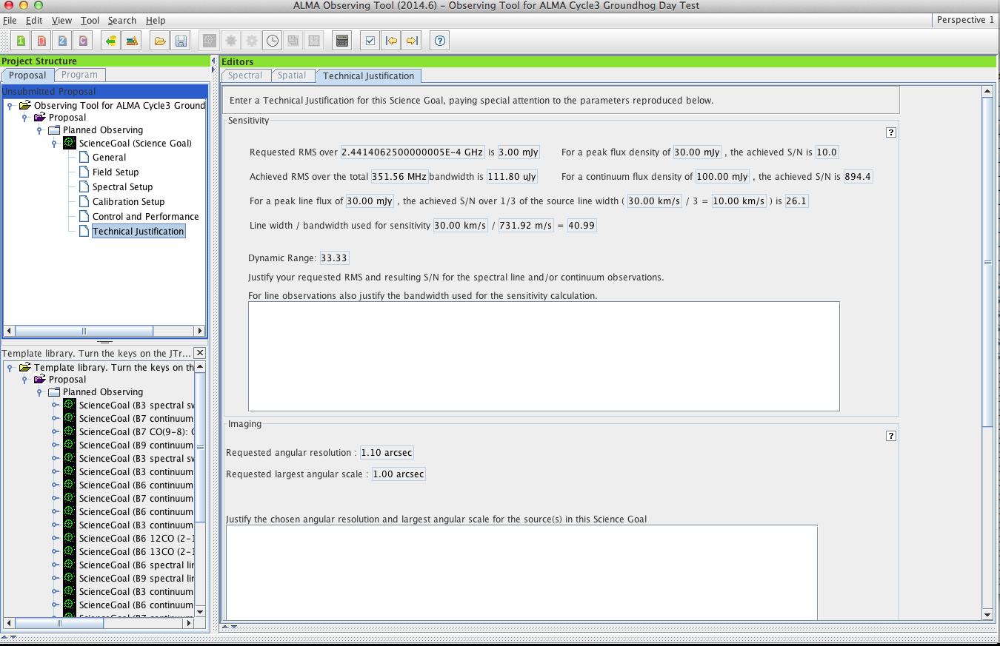 ALMA Observing Tool (2014.6) – Observing Tool for ALMA Cycle3 Groundhog Day Test
File Edit View Tool Search Help
Perspective 1
Project Structure
Proposal Program
Unsubmitted Proposal
Observing Tool for ALMA Cycle3 Ground
Proposal
Planned Observing
ScienceGoal (Science Goal)
General
Field Setup
Spectral Setup
Calibration Setup
Control and Performance
Technical Justification
Template library. Turn the keys on the JTr...
Template library. Turn the keys on th
Proposal
Planned Observing
ScienceGoal (B3 spectral sw
ScienceGoal (B7 continuum
ScienceGoal (B7 CO(9-8): C
ScienceGoal (B9 continuum
ScienceGoal (B3 spectral sw
ScienceGoal (B3 continuum
ScienceGoal (B6 continuum
ScienceGoal (B7 continuum
ScienceGoal (B6 continuum
ScienceGoal (B3 continuum
ScienceGoal (B6 12CO (2-1
ScienceGoal (B6 13CO (2-1
ScienceGoal (B6 spectral lin
ScienceGoal (B9 spectral lin
ScienceGoal (B3 continuum
ScienceGoal (B6 continuum
ScienceGoal (B7 continuum
Editors
Spectral Spatial Technical Justification
Enter a Technical Justification for this Science Goal, paying special attention to the parameters reproduced below.
Sensitivity
?
Requested RMS over 2.4414062500000005E-4 GHz is 3.00 mJy For a peak flux density of 30.00 mJy , the achieved S/N is 10.0
Achieved RMS over the total 351.56 MHz bandwidth is 111.80 uJy For a continuum flux density of 100.00 mJy , the achieved S/N is 894.4
For a peak line flux of 30.00 mJy , the achieved S/N over 1/3 of the source line width ( 30.00 km/s / 3 = 10.00 km/s ) is 26.1
Line width / bandwidth used for sensitivity 30.00 km/s / 731.92 m/s = 40.99
Dynamic Range: 33.33
Justify your requested RMS and resulting S/N for the spectral line and/or continuum observations.
For line observations also justify the bandwidth used for the sensitivity calculation.
Imaging
?
Requested angular resolution : 1.10 arcsec
Requested largest angular scale : 1.00 arcsec
Justify the chosen angular resolution and largest angular scale for the source(s) in this Science Goal